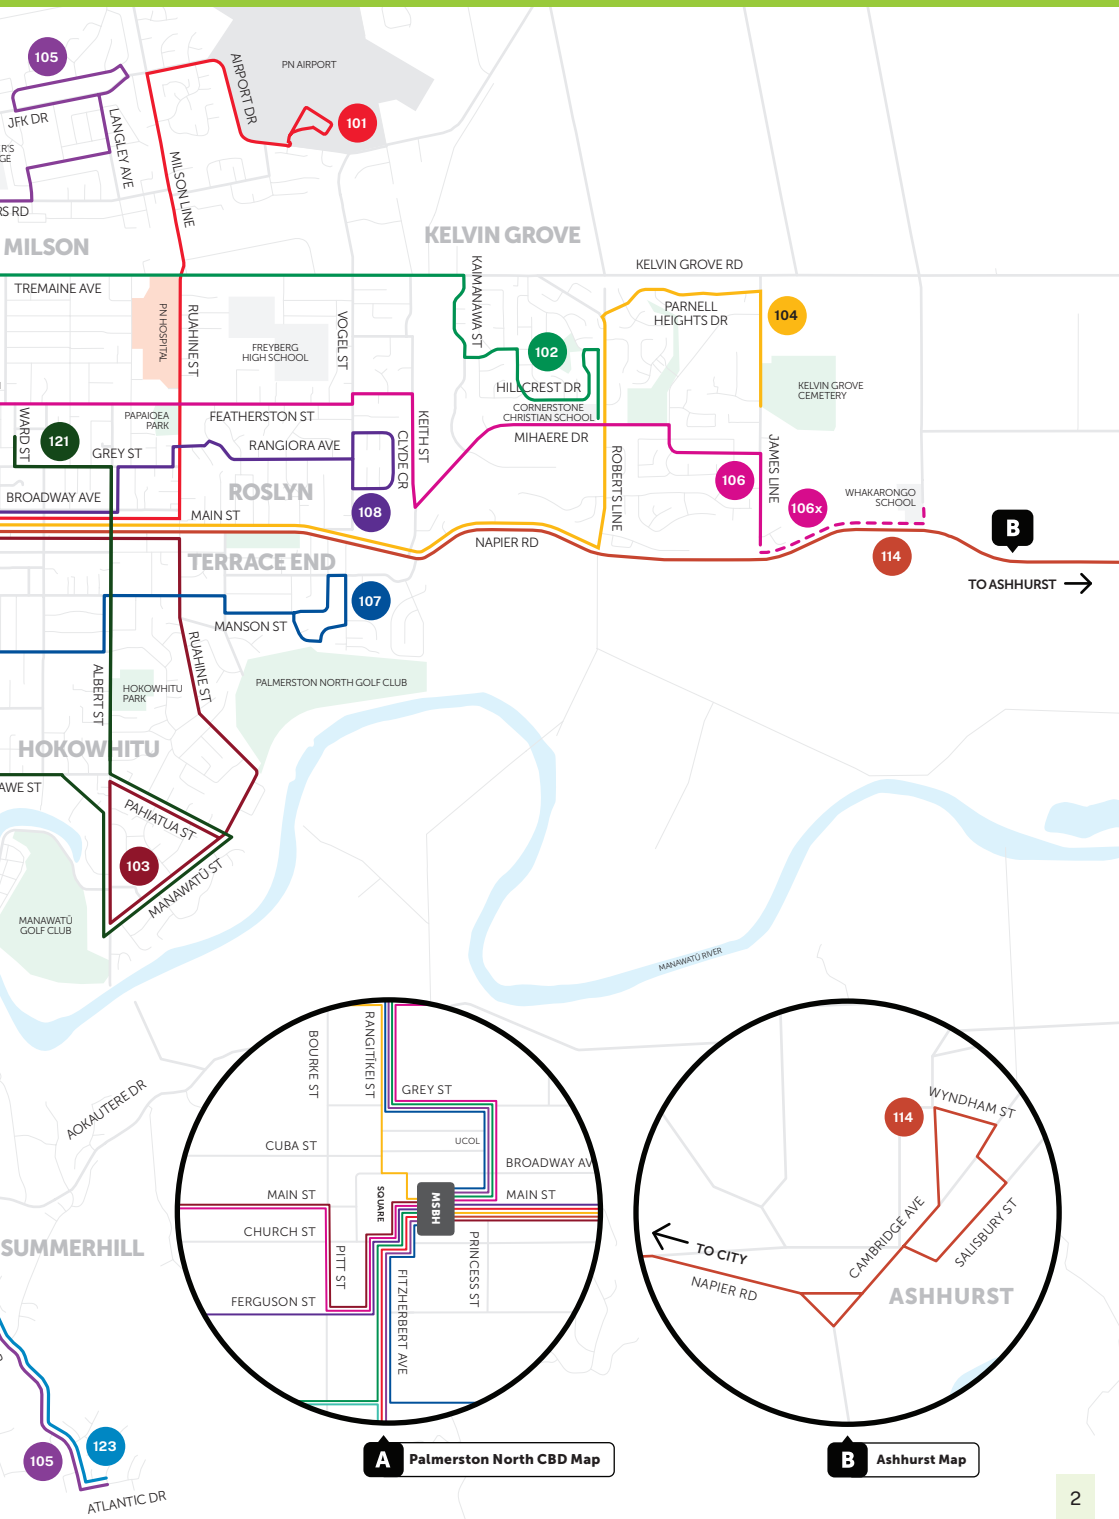 105
PN AIRPORT
AIRPORT DR
101
JFK DR
LANGLEY AVE
R'S
GE
MILSON LINE
RS RD
MILSON
KELVIN GROVE
KELVIN GROVE RD
TREMAINE AVE
KAIMANAWA ST
PN HOSPITAL
RUAHINE ST
VOGEL ST
FREYBERG
HIGH SCHOOL
PARNELL
HEIGHTS DR
104
102
HILLCREST DR
KELVIN GROVE
CEMETERY
CORNERSTONE
CHRISTIAN SCHOOL
WARD ST
121
PAPAIOEA
PARK
FEATHERSTON ST
KEITH ST
MIHAERE DR
GREY ST
RANGIORA AVE
CLYDE CR
JAMES LINE
ROBERTS LINE
106
ROSLYN
BROADWAY AVE
108
106x
WHAKARONGO
SCHOOL
MAIN ST
NAPIER RD
114
B
TERRACE END
TO ASHHURST
107
MANSON ST
RUAHINE ST
ALBERT ST
HOKOWHITU
PARK
PALMERSTON NORTH GOLF CLUB
HOKOWHITU
AWE ST
PAHIATUA ST
103
MANAWATŪ ST
MANAWATŪ
GOLF CLUB
MANAWATŪ RIVER
AOKAUTERE DR
BOURKE ST
RANGITĪKEI ST
GREY ST
UCOL
CUBA ST
BROADWAY AV
MAIN ST
SQUARE
MSBH
MAIN ST
CHURCH ST
PITT ST
PRINCESS ST
FERGUSON ST
FITZHERBERT AVE
114
WYNDHAM ST
CAMBRIDGE AVE
SALISBURY ST
TO CITY
NAPIER RD
ASHHURST
SUMMERHILL
A
Palmerston North CBD Map
B
Ashhurst Map
105
123
ATLANTIC DR
2